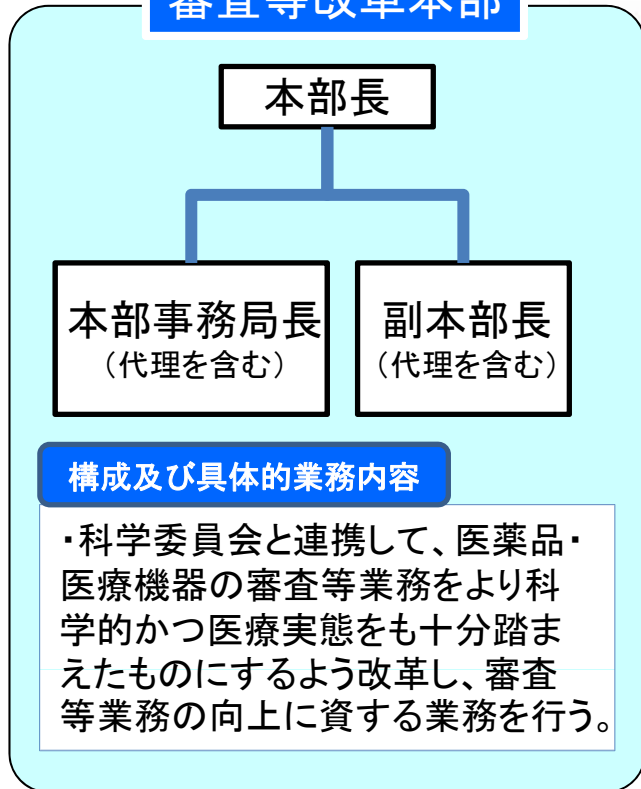 審査等改革本部
本部長
本部事務局長
（代理を含む）
副本部長
（代理を含む）
構成及び具体的業務内容
・科学委員会と連携して、医薬品・
医療機器の審査等業務をより科
学的かつ医療実態をも十分踏ま
えたものにするよう改革し、審査
等業務の向上に資する業務を行う。